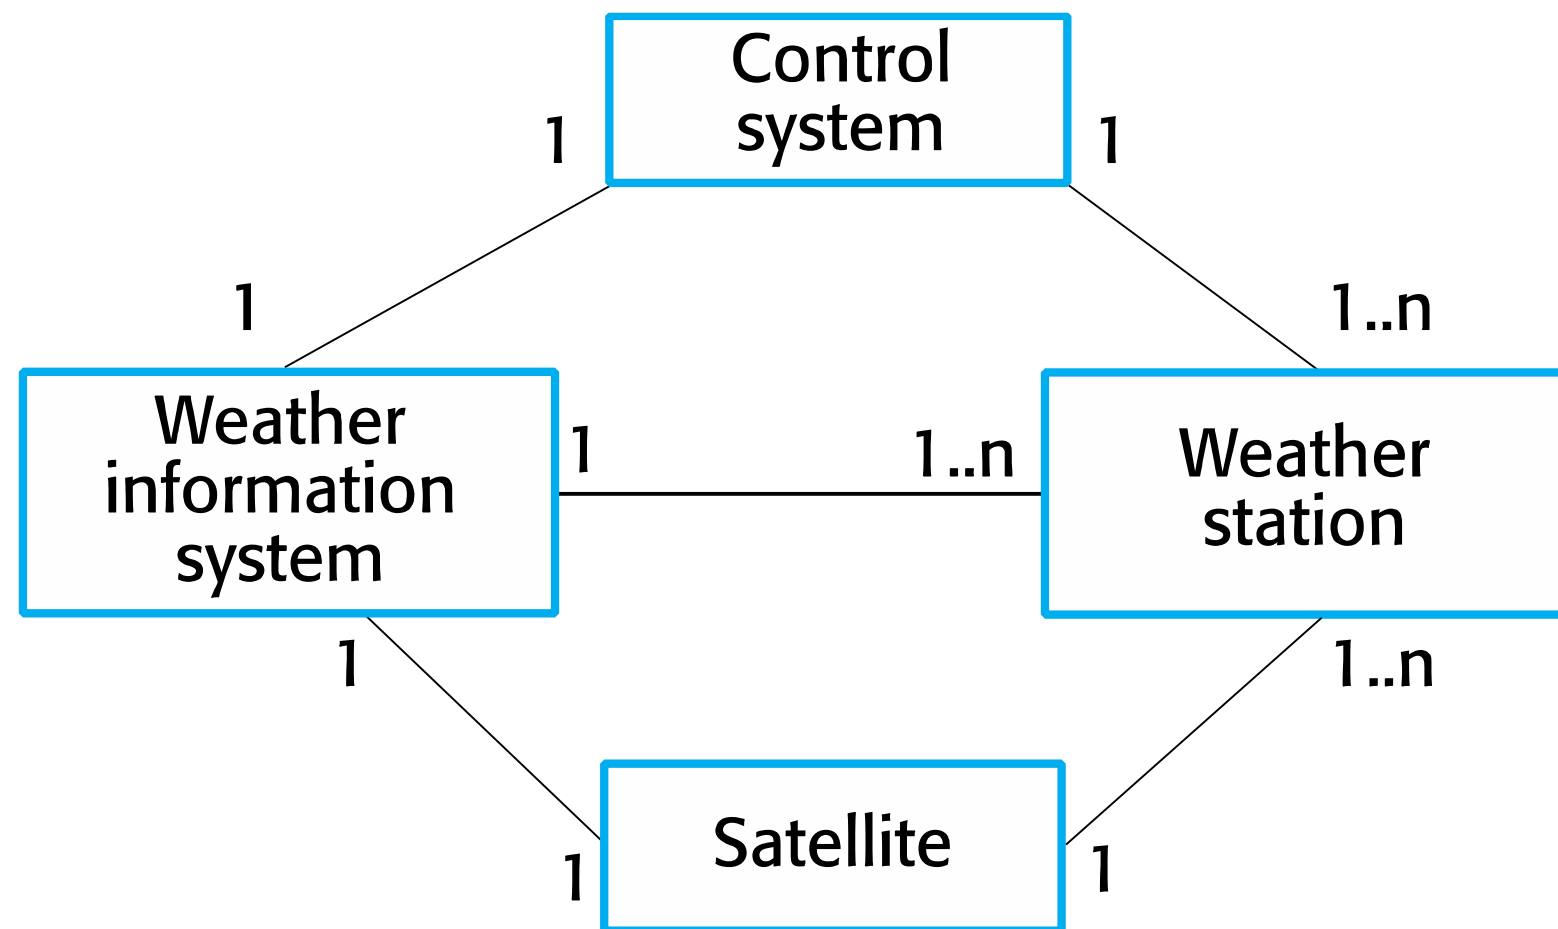 Control
system
1
1
1
1..n
Weather
information
system
1
1..n
Weather
station
1
1..n
Satellite
1
1